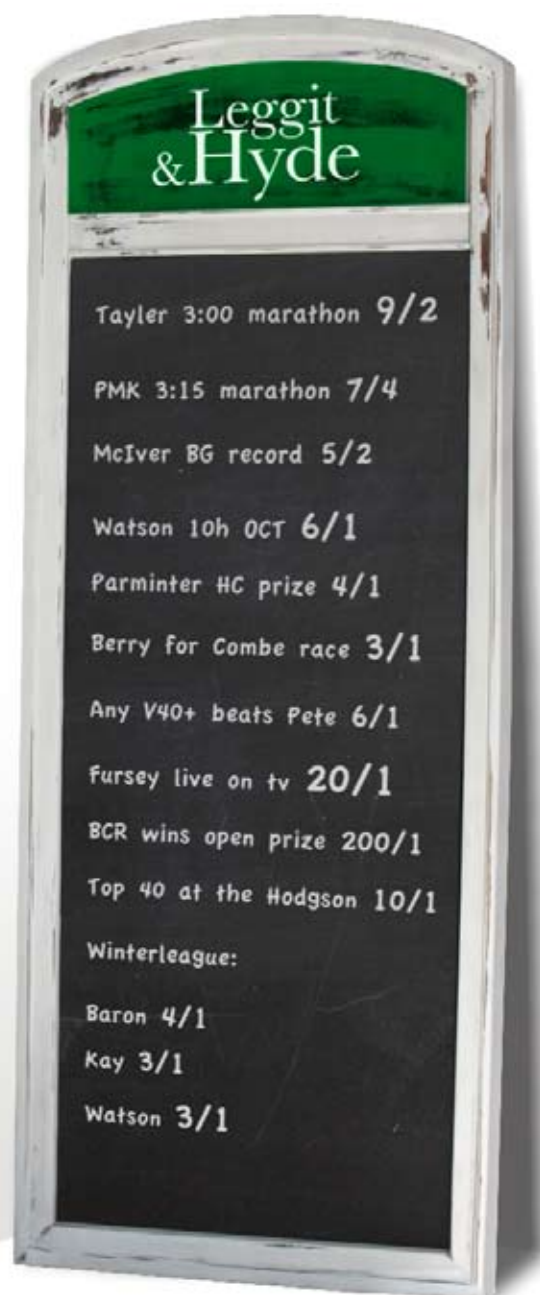 Leggit
& Hyde
Tayler 3:00 marathon 9/2
PMK 3:15 marathon 7/4
McIver BG record 5/2
Watson 10h OCT 6/1
Parminter HC prize 4/1
Berry for Combe race 3/1
Any V40+ beats Pete 6/1
Fursey live on tv 20/1
BCR wins open prize 200/1
Top 40 at the Hodgson 10/1
Winterleague:
Baron 4/1
Kay 3/1
Watson 3/1